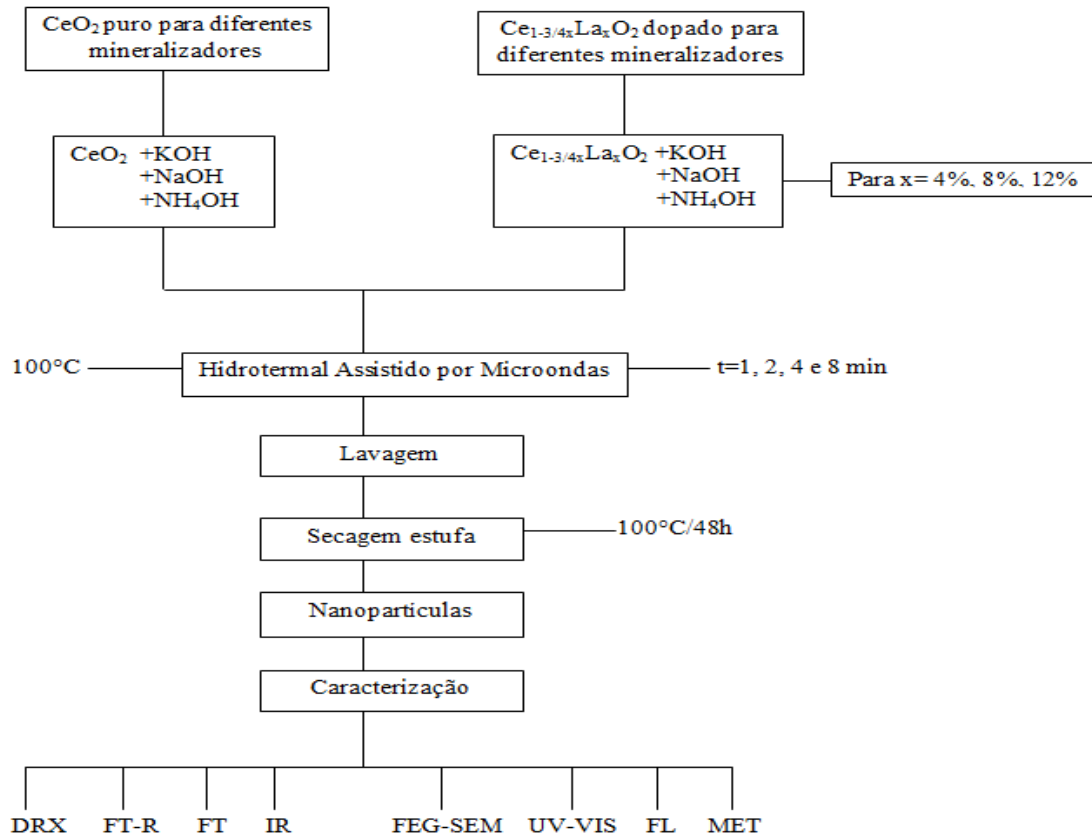 CeO₂ puro para diferentes
mineralizadores
Ce₁₋₃/₄ₓLaₓO₂ dopado para
diferentes mineralizadores
CeO₂ +KOH
+NaOH
+NH₄OH
Ce₁₋₃/₄ₓLaₓO₂ +KOH
+NaOH
+NH₄OH
Para x= 4%, 8%, 12%
100°C
Hidrotermal Assistido por Microondas
t=1, 2, 4 e 8 min
Lavagem
Secagem estufa
100°C/48h
Nanoparticulas
Caracterização
DRX FT-R FT IR FEG-SEM UV-VIS FL MET